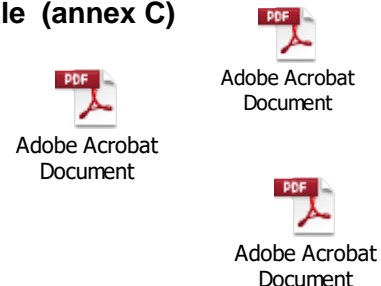 le (annex C)
PDF
Adobe Acrobat
Document
PDF
Adobe Acrobat
Document
PDF
Adobe Acrobat
Document